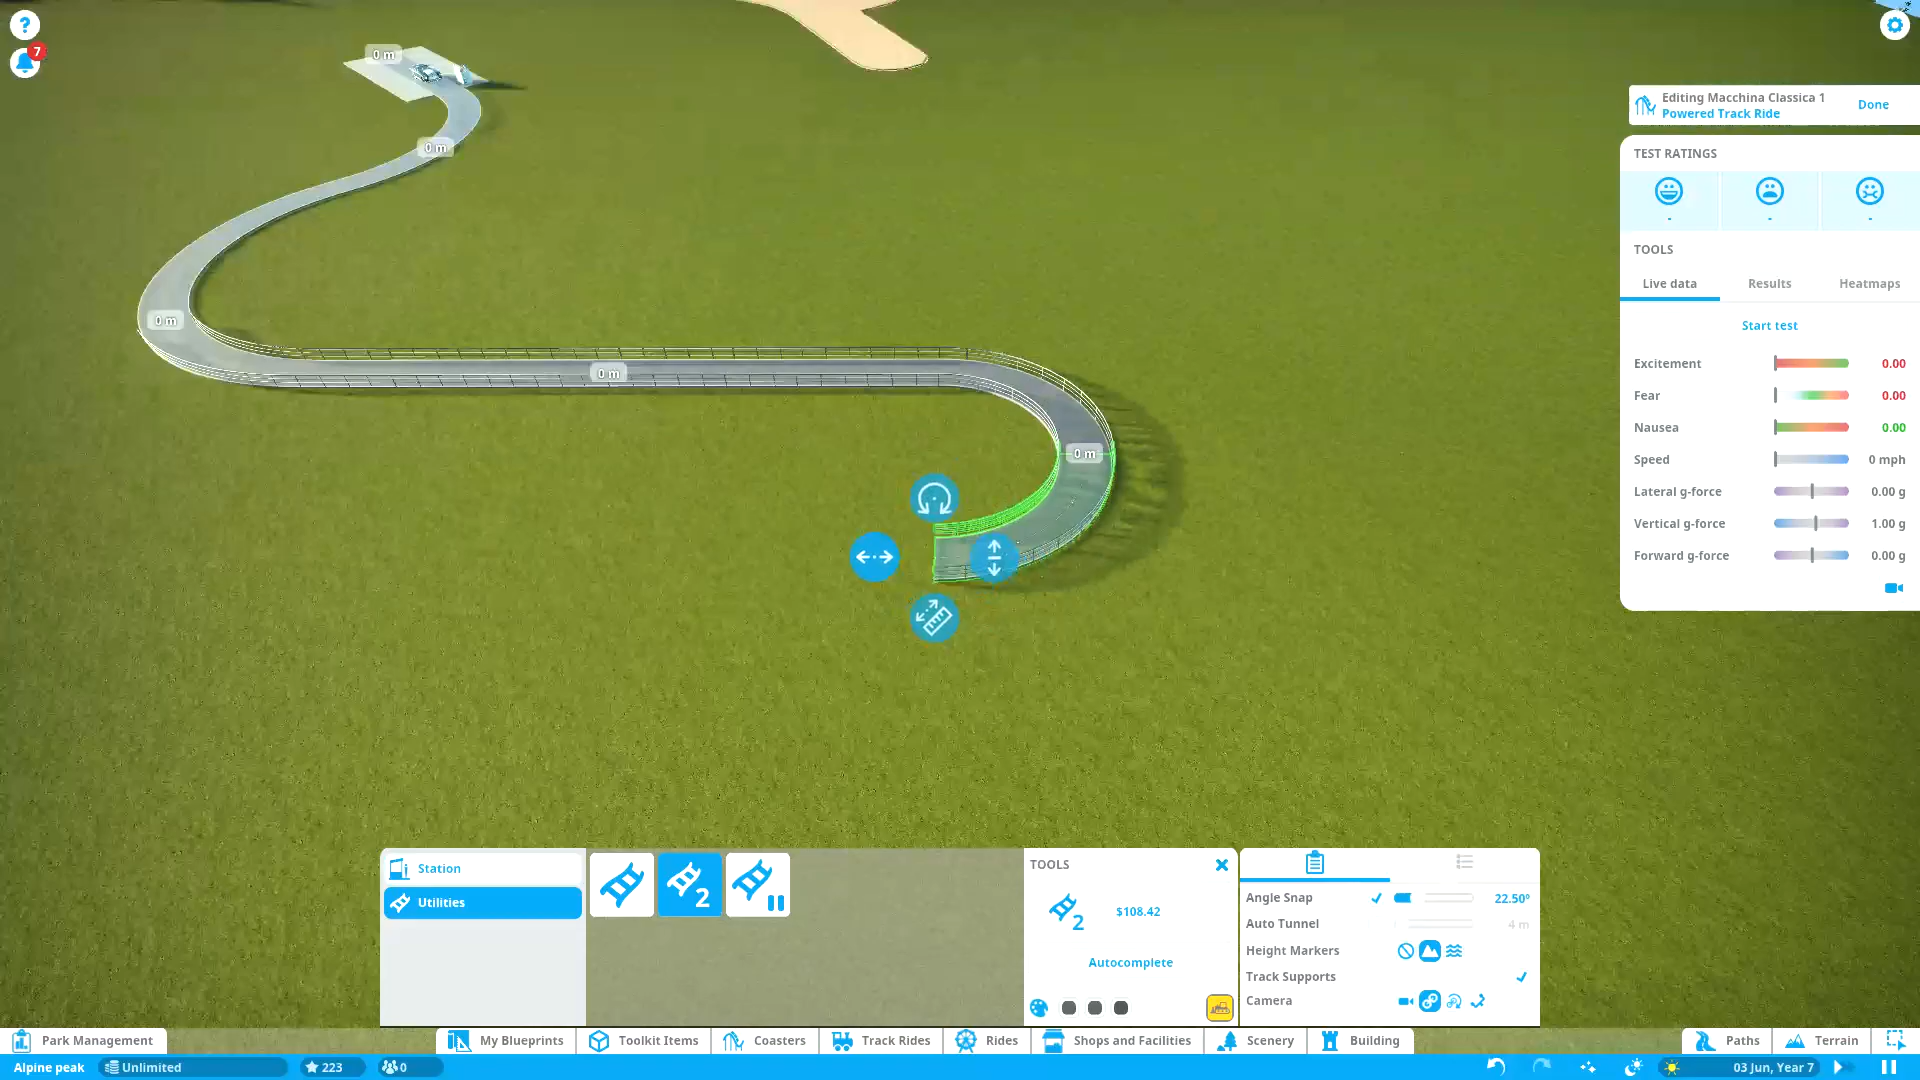 ?
7
0 m
0 m
0 m
0 m
0 m
Editing Macchina Classica 1
Powered Track Ride
Done
TEST RATINGS
-
-
-
TOOLS
Live data
Results
Heatmaps
Start test
Excitement 0.00
Fear 0.00
Nausea 0.00
Speed 0 mph
Lateral g-force 0.00 g
Vertical g-force 1.00 g
Forward g-force 0.00 g
Station
Utilities
2
TOOLS
2
$108.42
Autocomplete
Angle Snap 22.50°
Auto Tunnel 4 m
Height Markers
Track Supports
Camera
Park Management
My Blueprints
Toolkit Items
Coasters
Track Rides
Rides
Shops and Facilities
Scenery
Building
Paths
Terrain
Alpine peak
Unlimited
223
0
03 Jun, Year 7